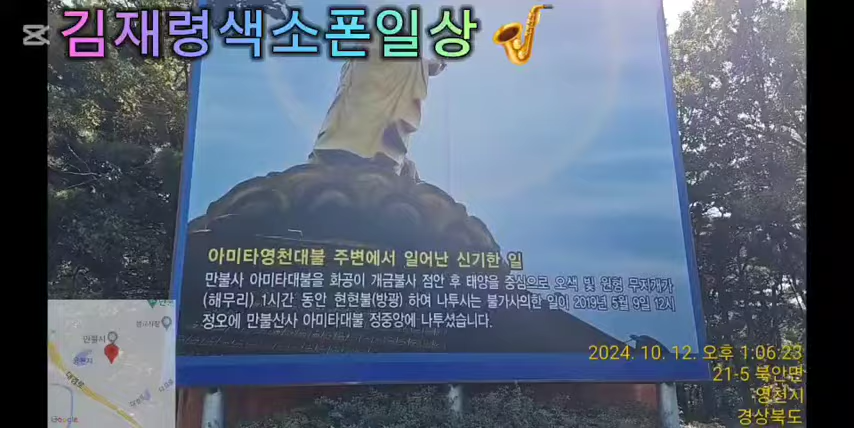 김재령색소폰일상
아미타영천대불 주변에서 일어난 신기한 일
만불사 아미타대불을 화공이 개금불사 점안 후 태양을 중심으로 오색 빛 원형 무지개가
(해무리) 1시간 동안 현현불(방광) 하여 나투시는 불가사의한 일이 2019년 5월 9일 12시
정오에 만불산사 아미타대불 정중앙에 나투셨습니다.
만불사
Google
2024. 10. 12. 오후 1:06:23
21-5 북안면
영천시
경상북도